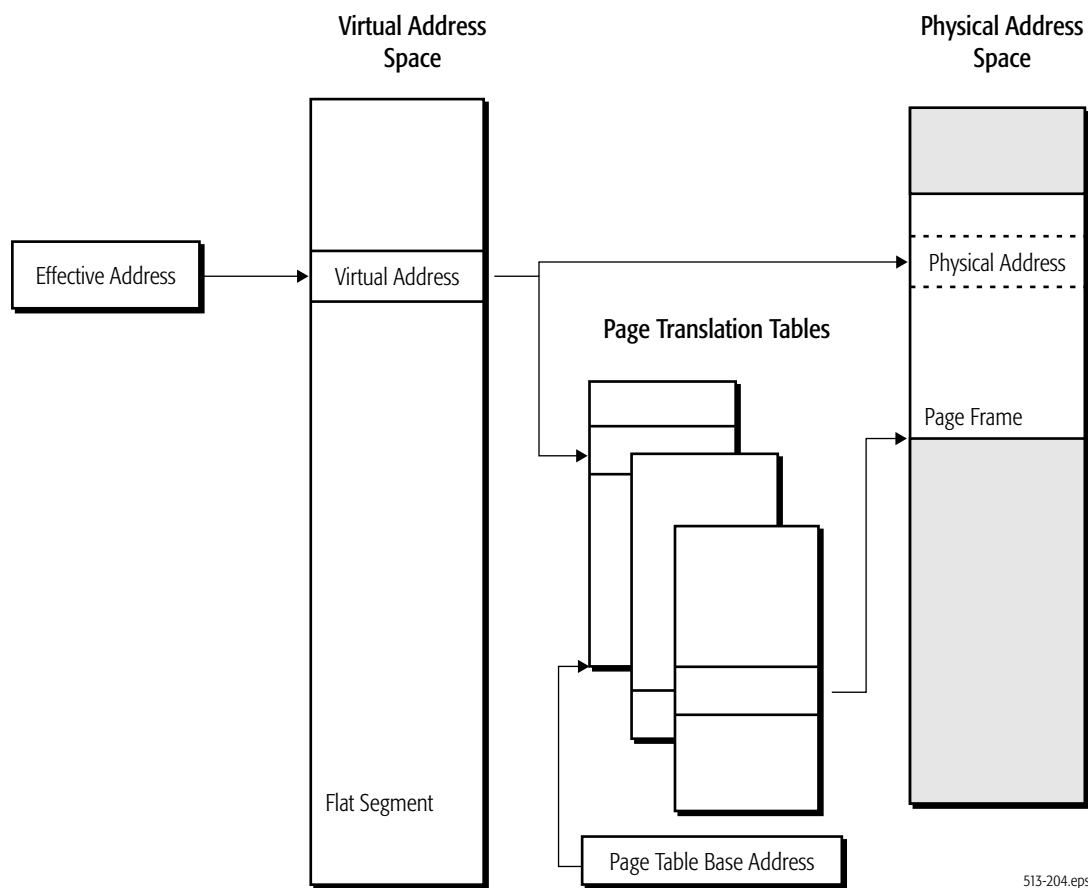 Virtual Address
Space
Physical Address
Space
Effective Address
Virtual Address
Physical Address
Page Translation Tables
Page Frame
Flat Segment
Page Table Base Address
513-204.eps